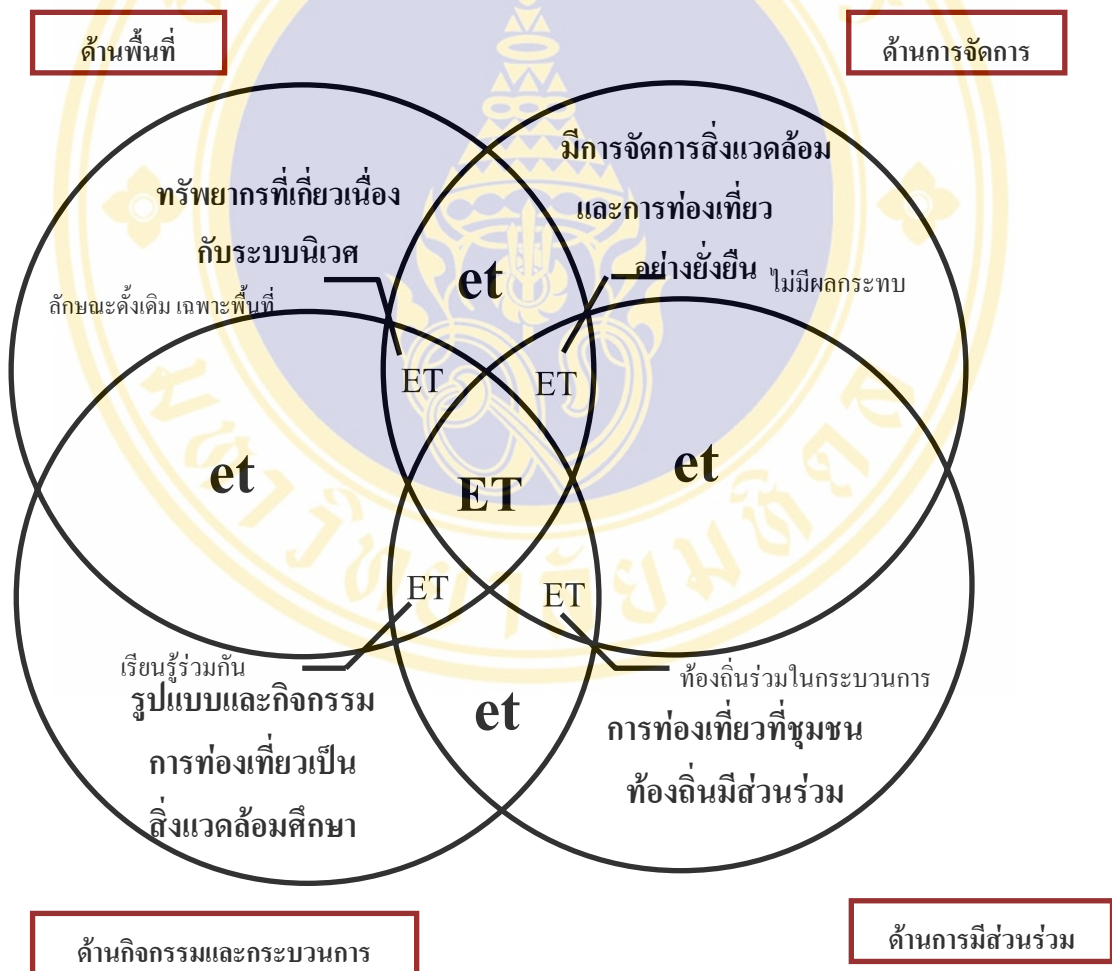 ด้านพื้นที่
ด้านการจัดการ
มีการจัดการสิ่งแวดล้อม
และการท่องเที่ยว
อย่างยั่งยืน
ไม่มีผลกระทบ
ทรัพยากรที่เกี่ยวเนื่อง
กับระบบนิเวศ
ลักษณะดั้งเดิม เฉพาะพื้นที่
et
ET
ET
et
ET
et
ET
ET
เรียนรู้ร่วมกัน
รูปแบบและกิจกรรม
การท่องเที่ยวเป็น
สิ่งแวดล้อมศึกษา
et
ท้องถิ่นร่วมในกระบวนการ
การท่องเที่ยวที่ชุมชน
ท้องถิ่นมีส่วนร่วม
ด้านกิจกรรมและกระบวนการ
ด้านการมีส่วนร่วม
มหาวิทยาลัยมหิดล